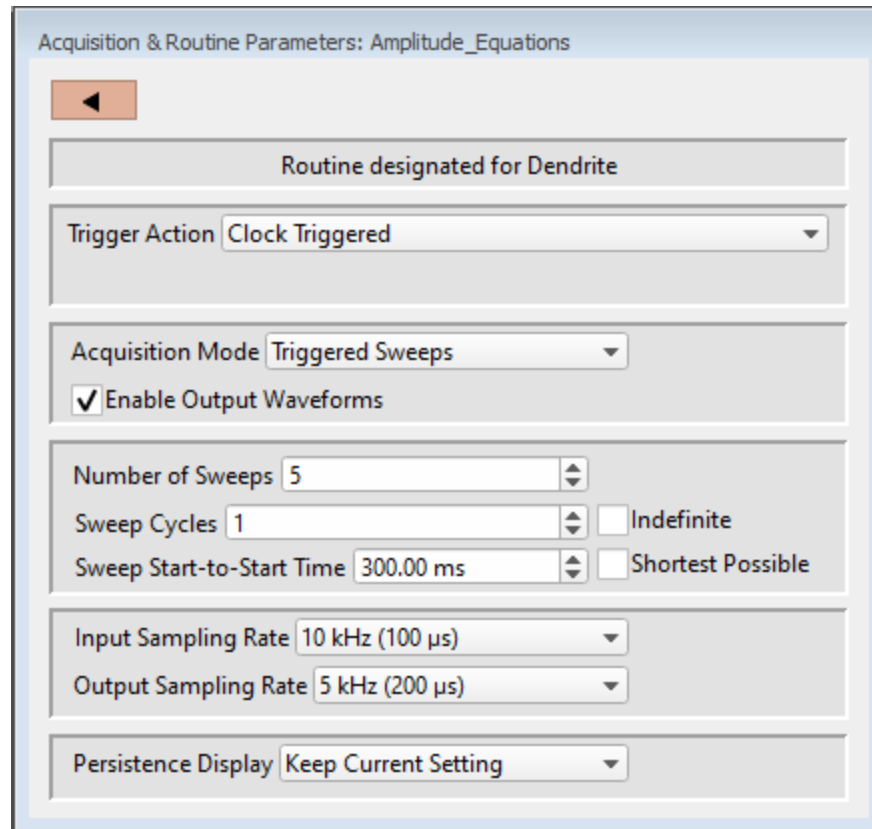 Acquisition & Routine Parameters: Amplitude_Equations
Routine designated for Dendrite
Trigger Action Clock Triggered
Acquisition Mode Triggered Sweeps
Enable Output Waveforms
Number of Sweeps 5
Sweep Cycles 1 Indefinite
Sweep Start-to-Start Time 300.00 ms Shortest Possible
Input Sampling Rate 10 kHz (100 µs)
Output Sampling Rate 5 kHz (200 µs)
Persistence Display Keep Current Setting